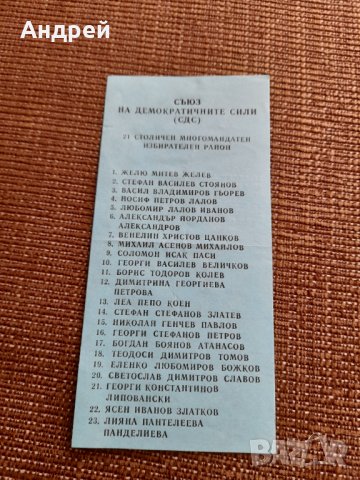 Андрей
СЪЮЗ
НА ДЕМОКРАТИЧНИТЕ СИЛИ
(СДС)
21 СТОЛИЧЕН МНОГОМАНДАТЕН
ИЗБИРАТЕЛЕН РАЙОН
1. ЖЕЛЮ МИТЕВ ЖЕЛЕВ
2. СТЕФАН ВАСИЛЕВ СТОЯНОВ
3. ВАСИЛ ВЛАДИМИРОВ ГЬОРЕВ
4. ЙОСИФ ПЕТРОВ ЛАЛОВ
5. ЛЮБОМИР ЛАЛОВ ИВАНОВ
6. АЛЕКСАНДЪР ЙОРДАНОВ
АЛЕКСАНДРОВ
7. ВЕНЕЛИН ХРИСТОВ ЦАНКОВ
8. МИХАИЛ АСЕНОВ МИХАЙЛОВ
9. СОЛОМОН ИСАК ПАСИ
10. ГЕОРГИ ВАСИЛЕВ ВЕЛИЧКОВ
11. БОРИС ТОДОРОВ КОЛЕВ
12. ДИМИТРИНА ГЕОРГИЕВА
ПЕТРОВА
13. ЛЕА ПЕПО КОЕН
14. СТЕФАН СТЕФАНОВ ЗЛАТЕВ
15. НИКОЛАЙ ГЕНЧЕВ ПАВЛОВ
16. ГЕОРГИ СТЕФАНОВ ПЕТРОВ
17. БОГДАН БОЯНОВ АТАНАСОВ
18. ТЕОДОСИ ДИМИТРОВ ТОМОВ
19. ЕЛЕНКО ЛЮБОМИРОВ БОЖКОВ
20. СВЕТОСЛАВ ДИМИТРОВ СЛАВОВ
21. ГЕОРГИ КОНСТАНТИНОВ
ЛИПОВАНСКИ
22. ЯСЕН ИВАНОВ ЗЛАТКОВ
23. ЛИЯНА ПАНТЕЛЕЕВА
ПАНДЕЛИЕВА
bazar.bg